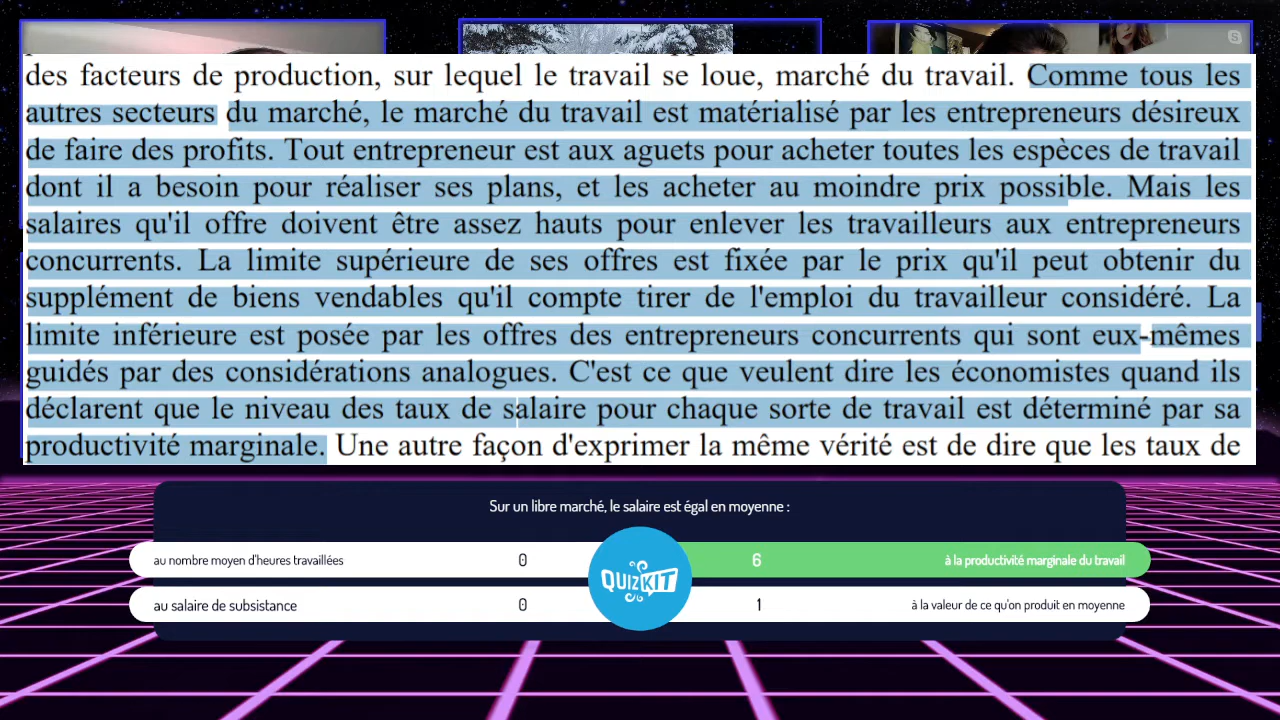 des facteurs de production, sur lequel le travail se loue, marché du travail. Comme tous les
autres secteurs du marché, le marché du travail est matérialisé par les entrepreneurs désireux
de faire des profits. Tout entrepreneur est aux aguets pour acheter toutes les espèces de travail
dont il a besoin pour réaliser ses plans, et les acheter au moindre prix possible. Mais les
salaires qu'il offre doivent être assez hauts pour enlever les travailleurs aux entrepreneurs
concurrents. La limite supérieure de ses offres est fixée par le prix qu'il peut obtenir du
supplément de biens vendables qu'il compte tirer de l'emploi du travailleur considéré. La
limite inférieure est posée par les offres des entrepreneurs concurrents qui sont eux-mêmes
guidés par des considérations analogues. C'est ce que veulent dire les économistes quand ils
déclarent que le niveau des taux de salaire pour chaque sorte de travail est déterminé par sa
productivité marginale. Une autre façon d'exprimer la même vérité est de dire que les taux de
Sur un libre marché, le salaire est égal en moyenne :
au nombre moyen d'heures travaillées 0
6 à la productivité marginale du travail
QUIZKIT
au salaire de subsistance 0
1 à la valeur de ce qu'on produit en moyenne